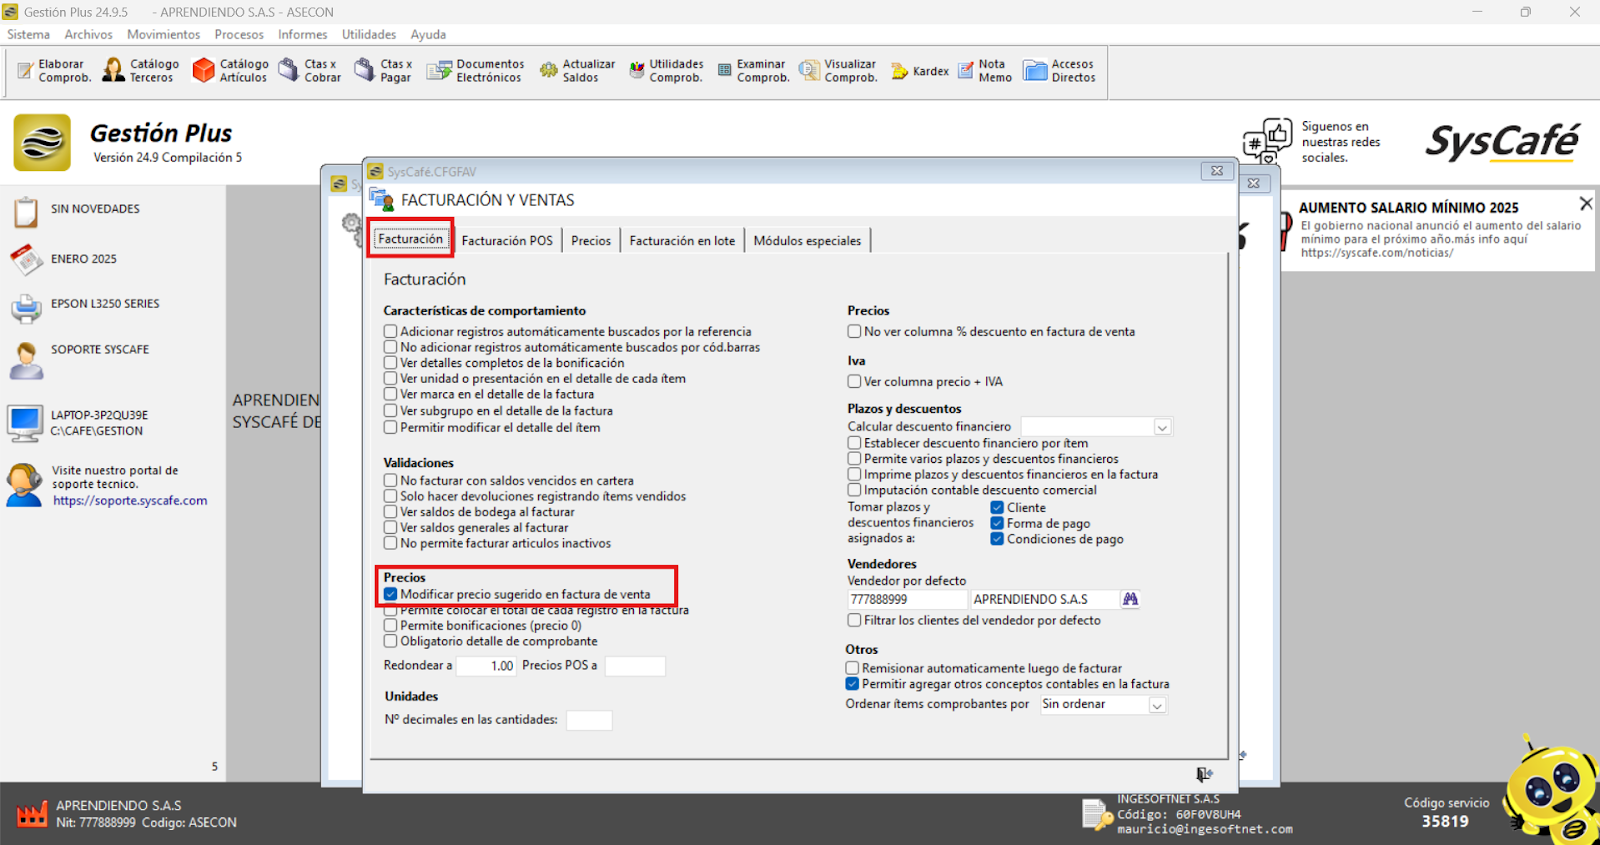 Gestión Plus 24.9.5 - APRENDIENDO S.A.S - ASECON
Sistema Archivos Movimientos Procesos Informes Utilidades Ayuda
Elaborar Comprob.
Catálogo Terceros
Catálogo Artículos
Ctas x Cobrar
Ctas x Pagar
Documentos Electrónicos
Actualizar Saldos
Utilidades Comprob.
Examinar Comprob.
Visualizar Comprob.
Kardex
Nota Memo
Accesos Directos
Gestión Plus
Versión 24.9 Compilación 5
Siguenos en
nuestras redes
sociales.
SysCafé
SIN NOVEDADES
ENERO 2025
EPSON L3250 SERIES
SOPORTE SYSCAFE
LAPTOP-3P2QU39E
C:\CAFE\GESTION
Visite nuestro portal de
soporte tecnico.
https://soporte.syscafe.com
5
APRENDIEN
SYSCAFÉ DE
Sy
SysCafé.CFGFAV
FACTURACIÓN Y VENTAS
Facturación Facturación POS Precios Facturación en lote Módulos especiales
Facturación
Características de comportamiento
Adicionar registros automáticamente buscados por la referencia
No adicionar registros automáticamente buscados por cód.barras
Ver detalles completos de la bonificación
Ver unidad o presentación en el detalle de cada ítem
Ver marca en el detalle de la factura
Ver subgrupo en el detalle de la factura
Permitir modificar el detalle del ítem
Validaciones
No facturar con saldos vencidos en cartera
Solo hacer devoluciones registrando ítems vendidos
Ver saldos de bodega al facturar
Ver saldos generales al facturar
No permite facturar articulos inactivos
Precios
Modificar precio sugerido en factura de venta
Permite colocar el total de cada registro en la factura
Permite bonificaciones (precio 0)
Obligatorio detalle de comprobante
Redondear a 1.00 Precios POS a
Unidades
Nº decimales en las cantidades:
Precios
No ver columna % descuento en factura de venta
Iva
Ver columna precio + IVA
Plazos y descuentos
Calcular descuento financiero
Establecer descuento financiero por ítem
Permite varios plazos y descuentos financieros
Imprime plazos y descuentos financieros en la factura
Imputación contable descuento comercial
Tomar plazos y
descuentos financieros
asignados a:
Cliente
Forma de pago
Condiciones de pago
Vendedores
Vendedor por defecto
777888999 APRENDIENDO S.A.S
Filtrar los clientes del vendedor por defecto
Otros
Remisionar automaticamente luego de facturar
Permitir agregar otros conceptos contables en la factura
Ordenar ítems comprobantes por Sin ordenar
AUMENTO SALARIO MÍNIMO 2025
El gobierno nacional anunció el aumento del salario
mínimo para el próximo año.más info aquí
https://syscafe.com/noticias/
APRENDIENDO S.A.S
Nit: 777888999 Codigo: ASECON
INGESOFTNET S.A.S
Código: 60F0V8UH4
mauricio@ingesoftnet.com
Código servicio
35819